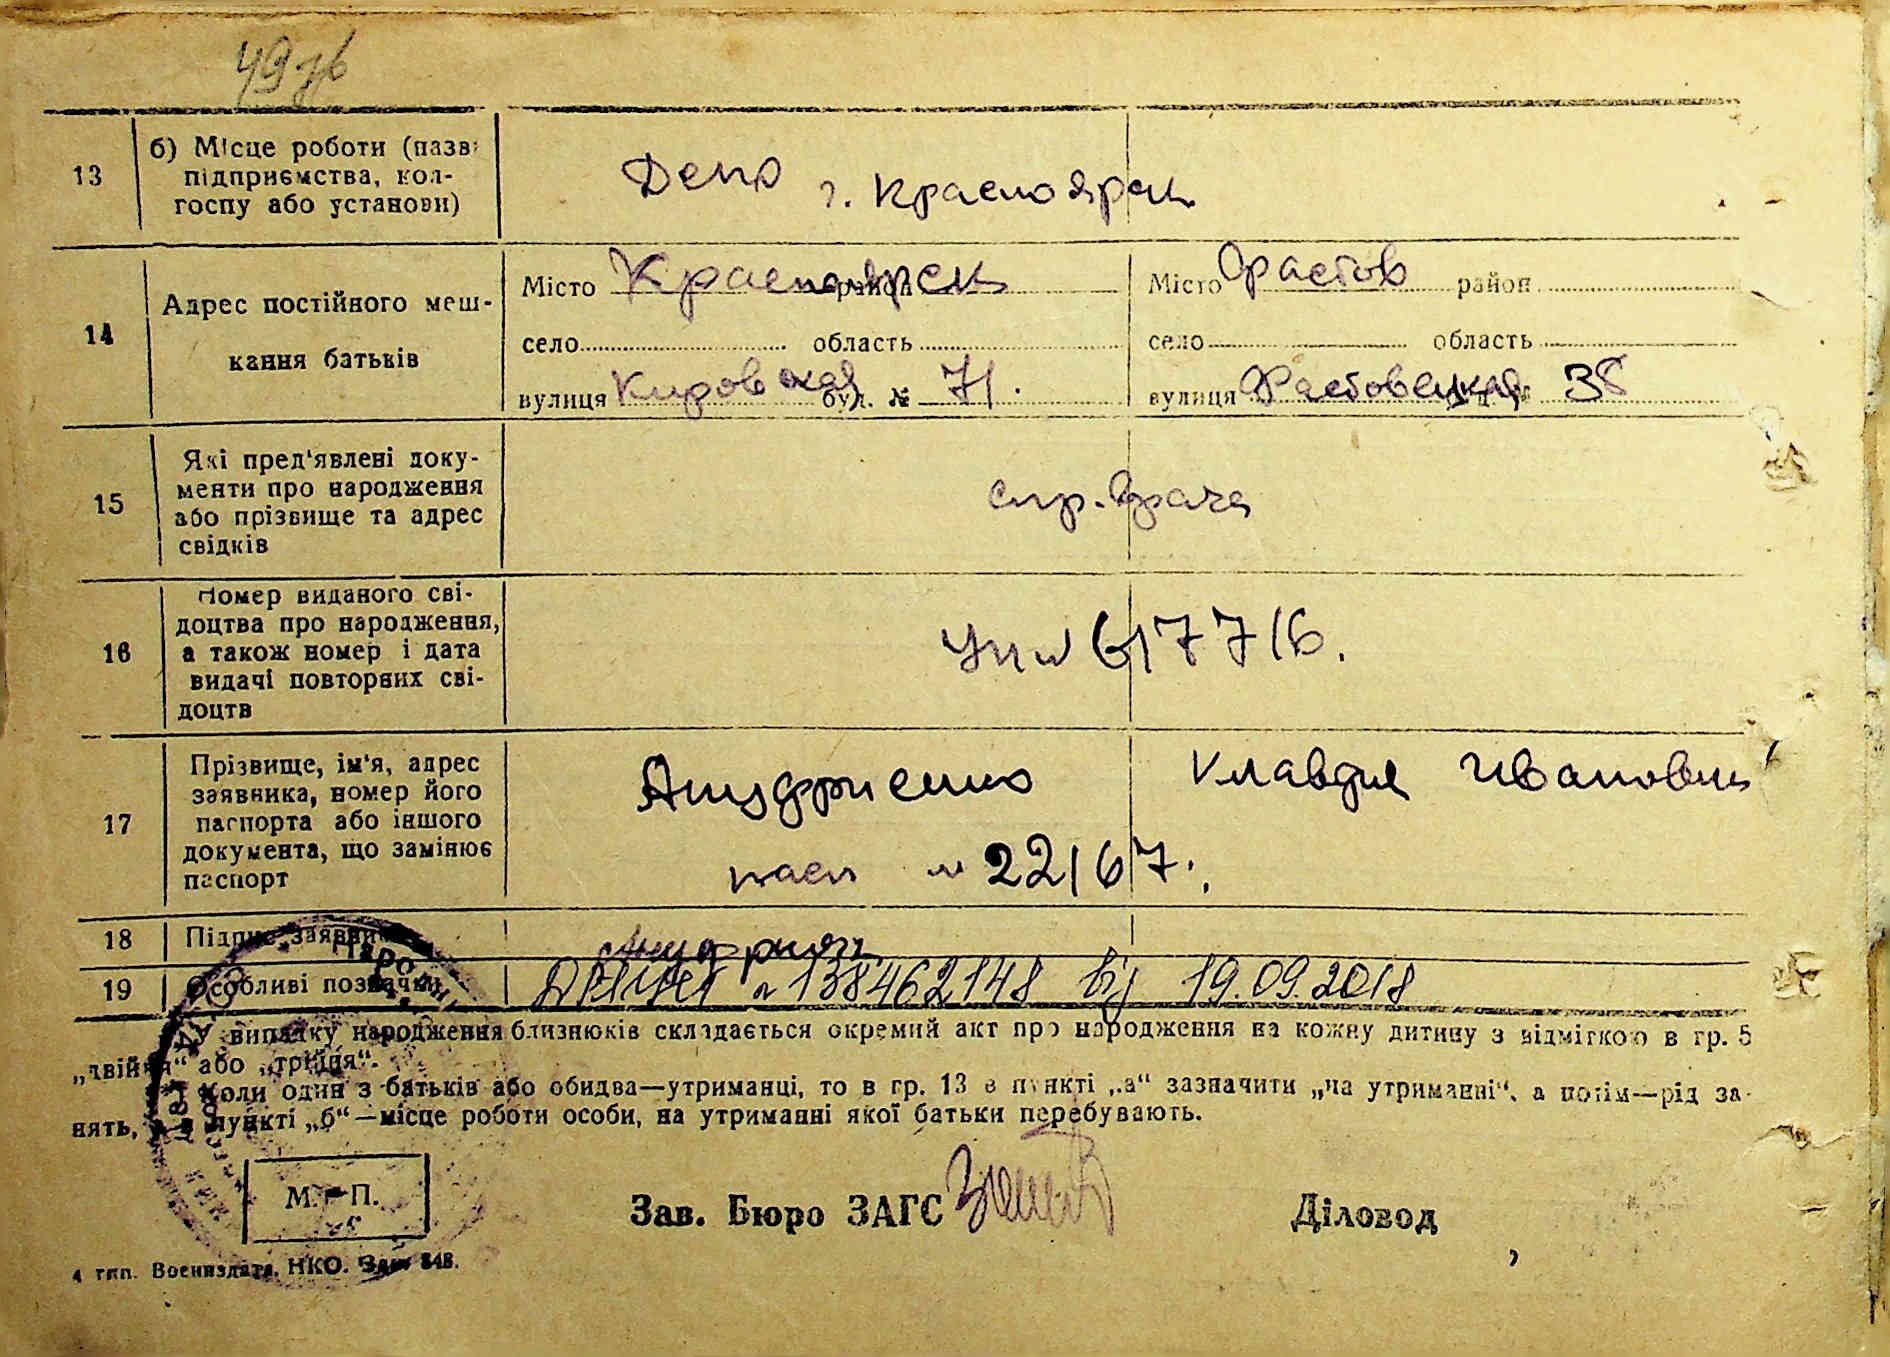 49 зв
13 б) Місце роботи (назв
підприємства, кол-
госпу або установи)
Депо г. Красноярск
14 Адрес постійного меш-
кання батьків
Місто Красноярск район Місто Фастов район
село область село область
вулиця Кировская буд. № 71. вулиця Фастовская 38
15 Які пред'явлені доку-
менти про народження
або прізвище та адрес
свідків
спр. врача
16 Номер виданого сві-
доцтва про народження,
а також номер і дата
видачі повторних сві-
доцтв
617716.
17 Прізвище, ім'я, адрес
заявника, номер його
паспорта або іншого
документа, що замінює
паспорт
Клавдия Ивановна
пасп № 22167.
18 Підпис заявника
19 Особливі позначки
№ 138462148 від 19.09.2018
У випадку народження близнюків складається окремий акт про народження на кожну дитину з відміткою в гр. 5
„двійня“ або „трійня“.
Коли один з батьків або обидва—утриманці, то в гр. 13 в пункті „а“ зазначити „на утриманні“, а потім—рід за-
нять, а в пункті „б“—місце роботи особи, на утриманні якої батьки перебувають.
М. П.
Зав. Бюро ЗАГС Діловод
4 тип. Воениздата НКО. Зак. 848.